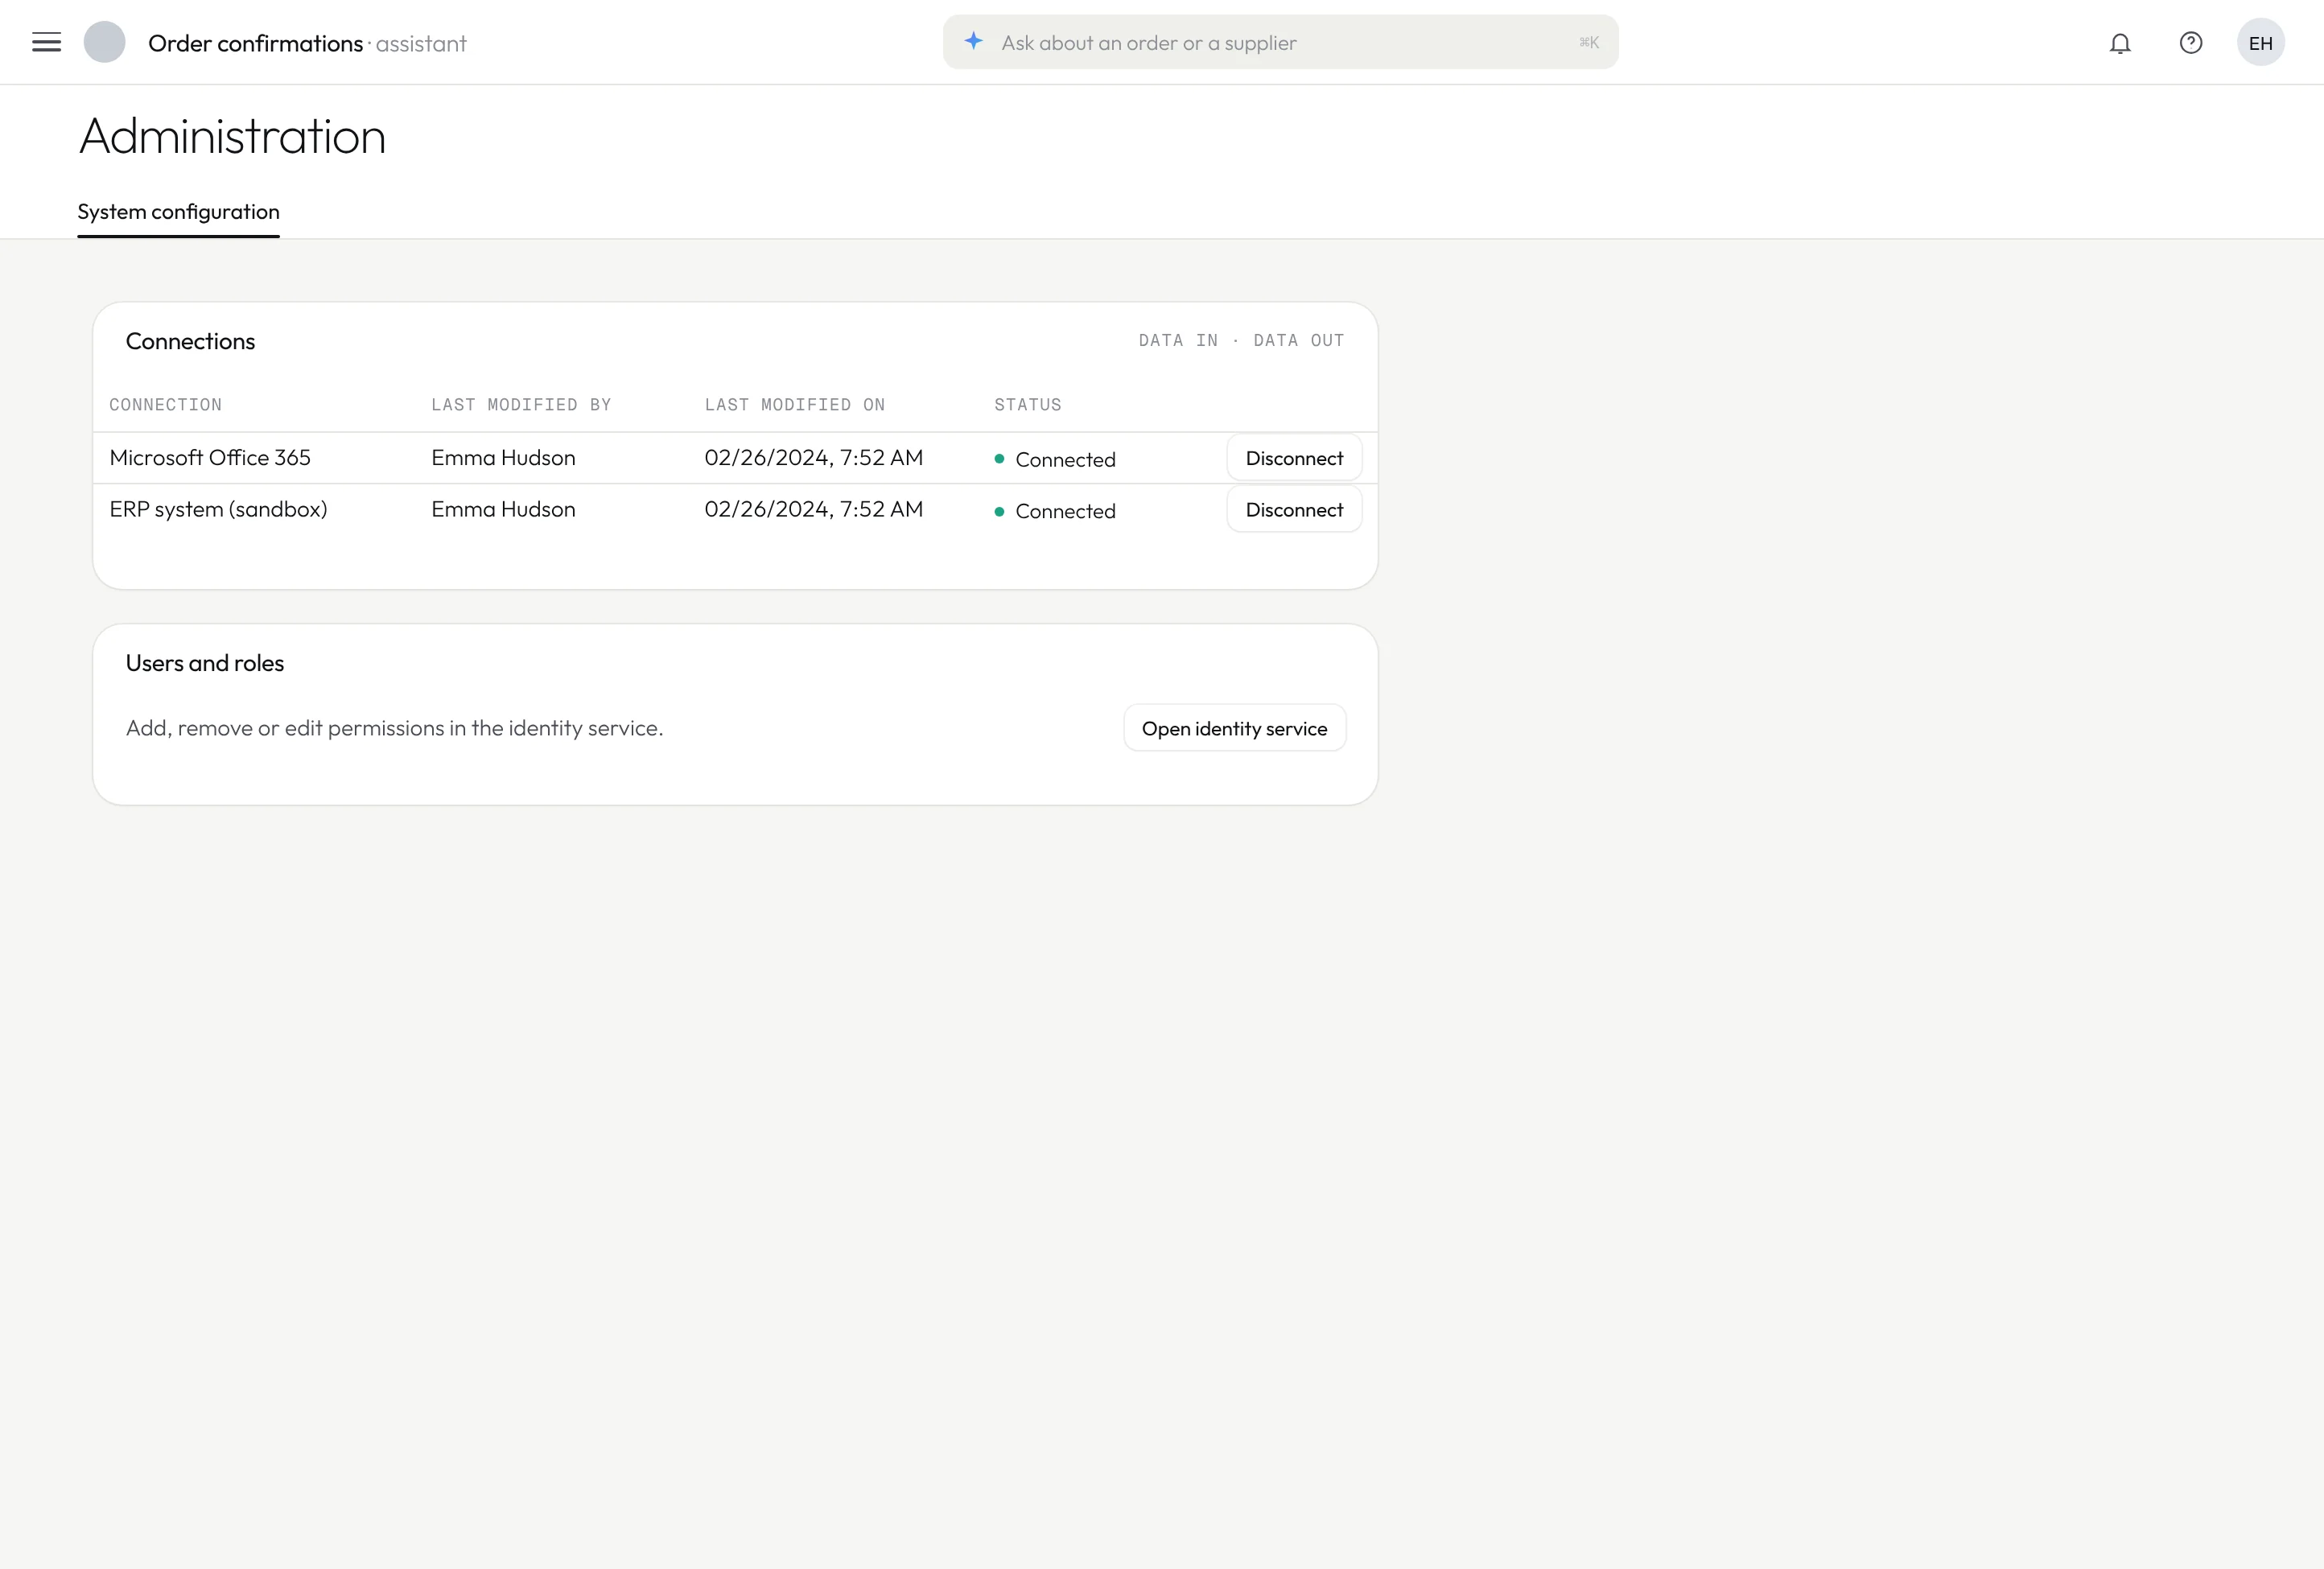 Order confirmations · assistant
Ask about an order or a supplier
⌘K
EH
Administration
System configuration
Connections
DATA IN · DATA OUT
CONNECTION LAST MODIFIED BY LAST MODIFIED ON STATUS
Microsoft Office 365 Emma Hudson 02/26/2024, 7:52 AM Connected Disconnect
ERP system (sandbox) Emma Hudson 02/26/2024, 7:52 AM Connected Disconnect
Users and roles
Add, remove or edit permissions in the identity service.
Open identity service